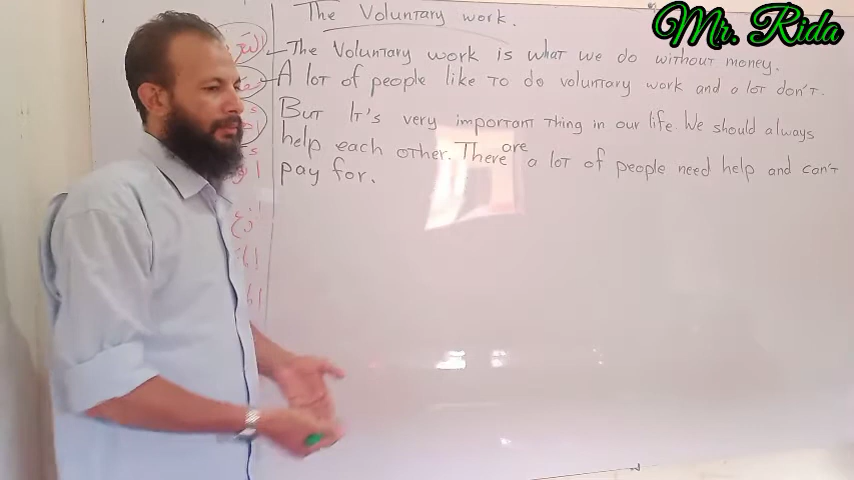 Mr. Rida
The Voluntary work.
The Voluntary work is what we do without money.
A lot of people like to do voluntary work and a lot don't.
But It's very important thing in our life. We should always
help each other. There are a lot of people need help and can't
pay for.